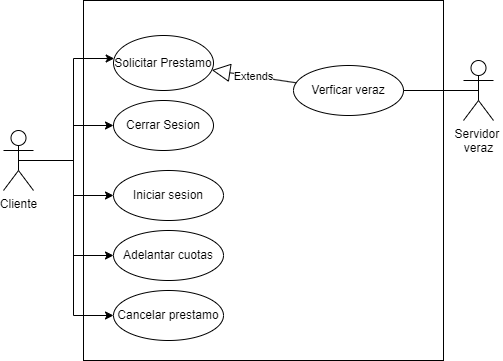 Solicitar Prestamo
Extends
Verficar veraz
Cerrar Sesion
Servidor
veraz
Iniciar sesion
Cliente
Adelantar cuotas
Cancelar prestamo